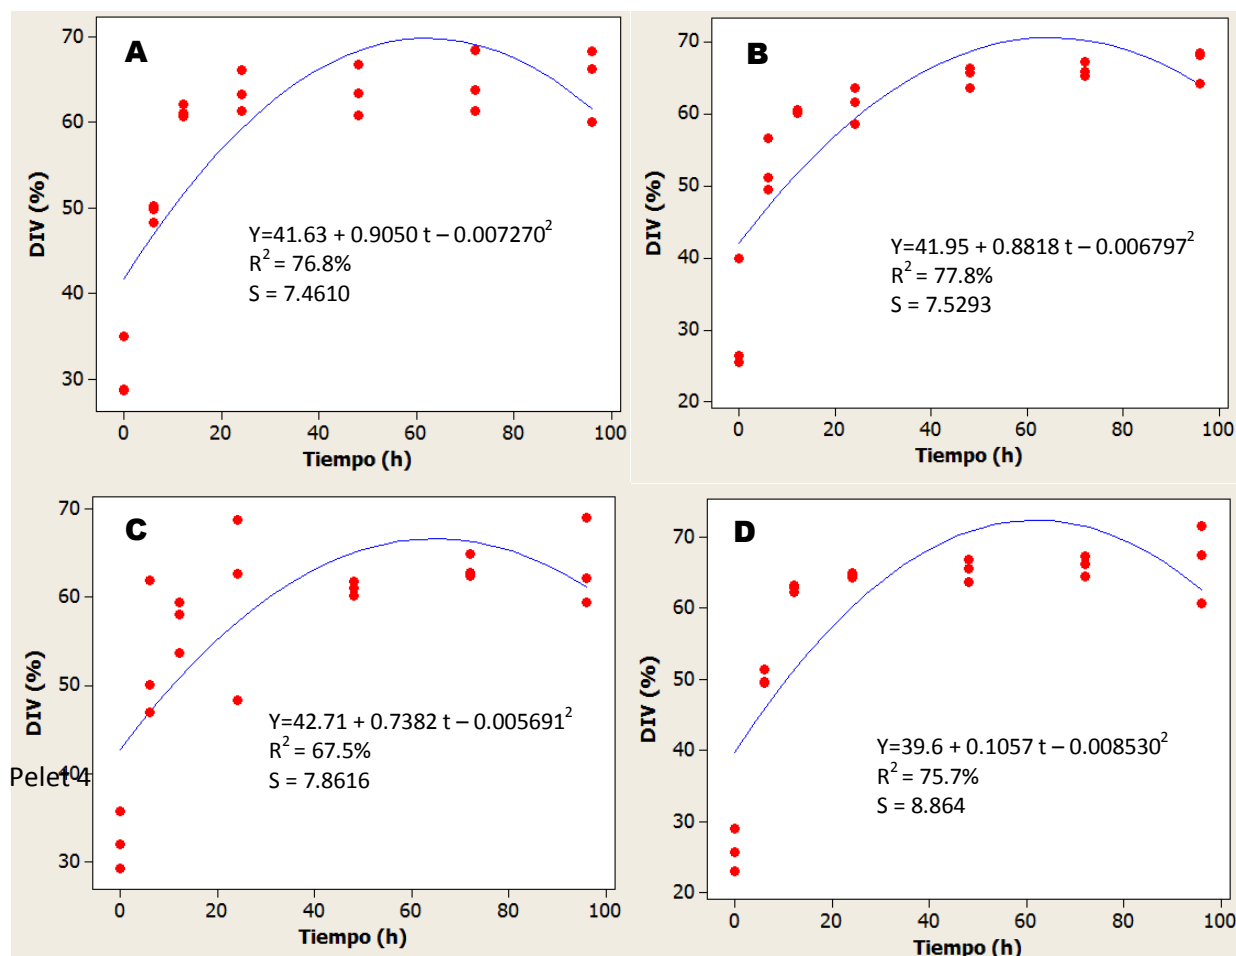 A
DIV (%)
70
60
50
40
30
Y=41.63 + 0.9050 t – 0.007270²
R² = 76.8%
S = 7.4610
0 20 40 60 80 100
Tiempo (h)
B
DIV (%)
70
60
50
40
30
20
Y=41.95 + 0.8818 t – 0.006797²
R² = 77.8%
S = 7.5293
0 20 40 60 80 100
Tiempo (h)
C
DIV (%)
70
60
50
40
30
Y=42.71 + 0.7382 t – 0.005691²
R² = 67.5%
S = 7.8616
Pelet 4
0 20 40 60 80 100
Tiempo (h)
D
DIV (%)
70
60
50
40
30
20
Y=39.6 + 0.1057 t – 0.008530²
R² = 75.7%
S = 8.864
0 20 40 60 80 100
Tiempo (h)